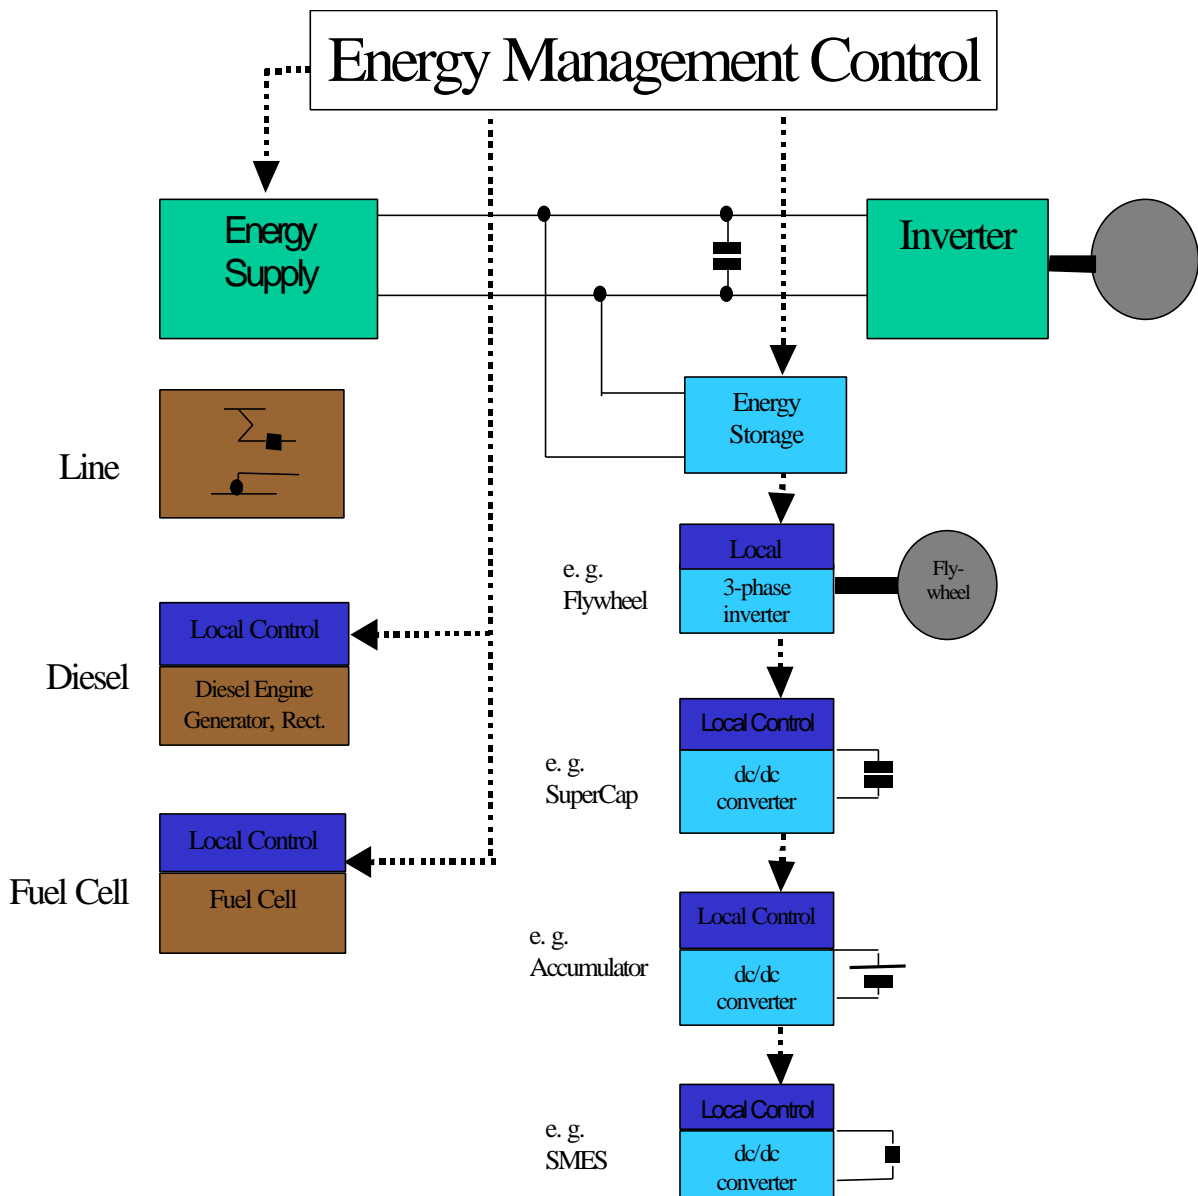 Energy Management Control
Energy
Supply
Inverter
Energy
Storage
Line
Local
3-phase
inverter
e. g.
Flywheel
Fly-
wheel
Local Control
Diesel Engine
Generator, Rect.
Diesel
Local Control
dc/dc
converter
e. g.
SuperCap
Local Control
Fuel Cell
Fuel Cell
Local Control
dc/dc
converter
e. g.
Accumulator
Local Control
dc/dc
converter
e. g.
SMES